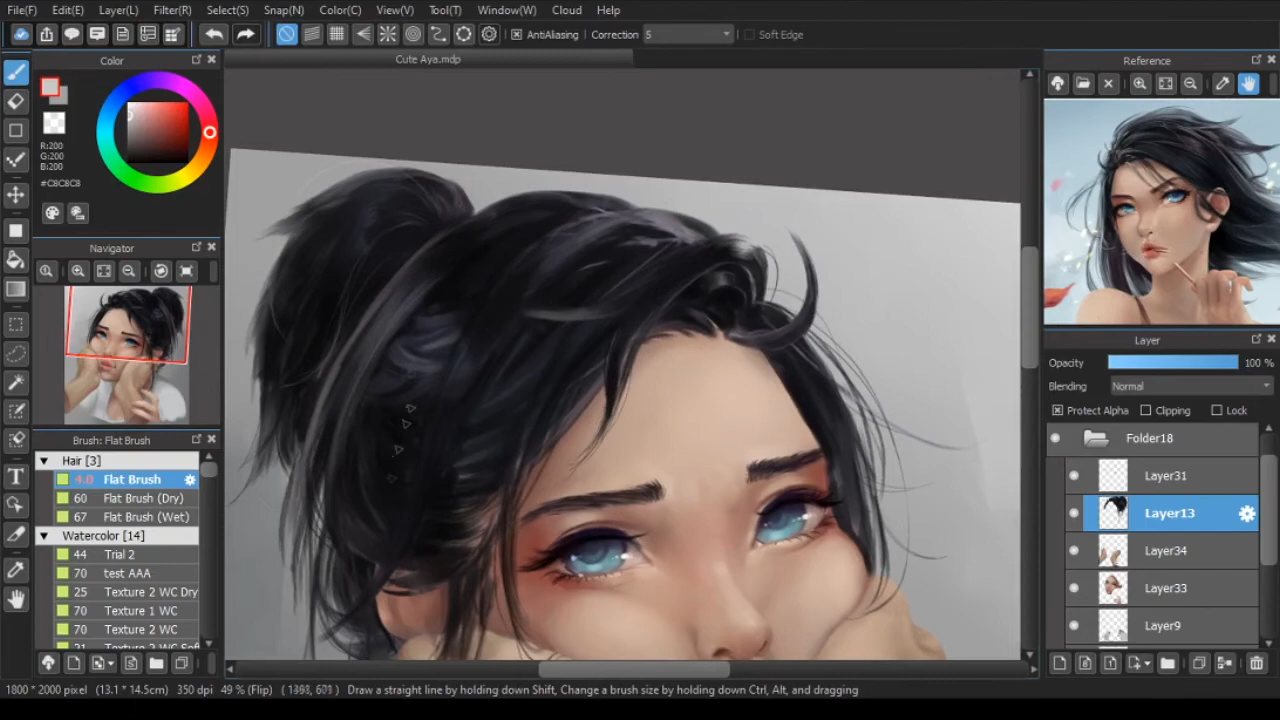 File(F) Edit(E) Layer(L) Filter(R) Select(S) Snap(N) Color(C) View(V) Tool(T) Window(W) Cloud Help
AntiAliasing Correction 5 Soft Edge
Color
R:200
G:200
B:200
#C8C8C8
Navigator
Brush: Flat Brush
Hair [3]
4.0 Flat Brush
60 Flat Brush (Dry)
67 Flat Brush (Wet)
Watercolor [14]
44 Trial 2
70 test AAA
25 Texture 2 WC Dry
70 Texture 1 WC
70 Texture 2 WC
Cute Aya.mdp
Reference
Layer
Opacity 100 %
Blending Normal
Protect Alpha Clipping Lock
Folder18
Layer31
Layer13
Layer34
Layer33
Layer9
T
1800 * 2000 pixel (13.1 * 14.5cm) 350 dpi 49 % (Flip) Draw a straight line by holding down Shift, Change a brush size by holding down Ctrl, Alt, and dragging